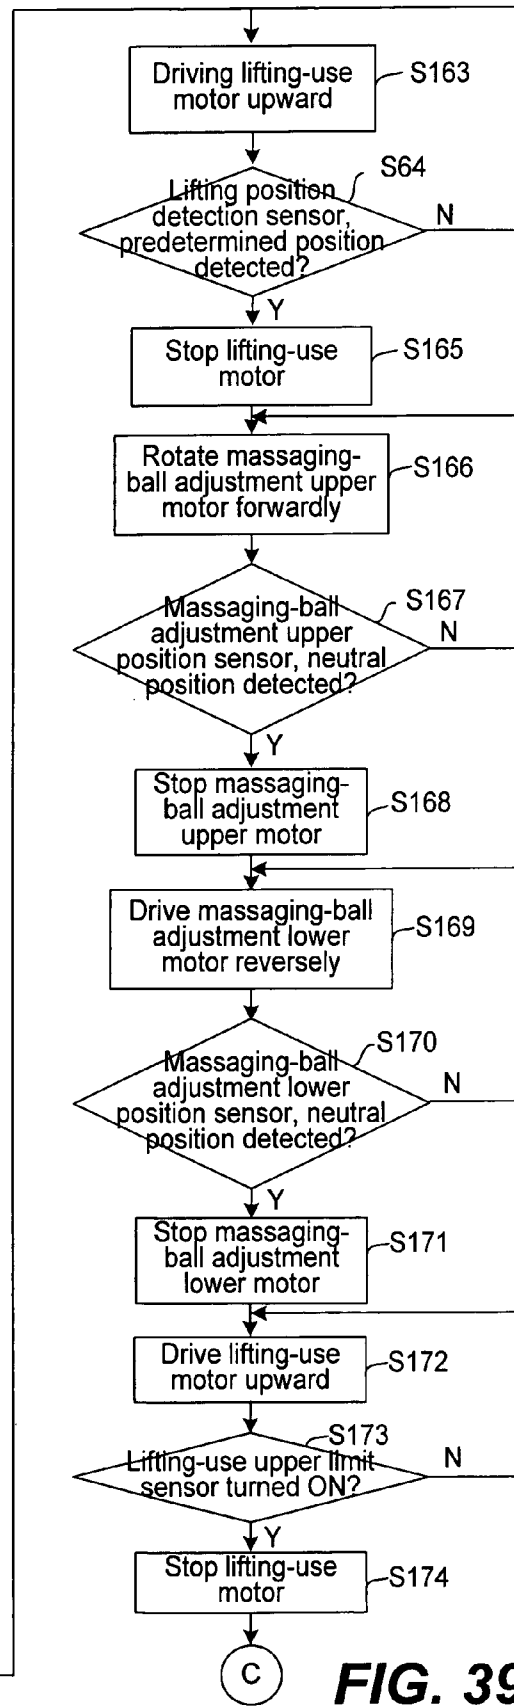 Driving lifting-use
motor upward
S163
S64
Lifting position
detection sensor,
predetermined position
detected?
N
Y
Stop lifting-use
motor
S165
Rotate massaging-
ball adjustment upper
motor forwardly
S166
S167
Massaging-ball
adjustment upper
position sensor, neutral
position detected?
N
Y
Stop massaging-
ball adjustment
upper motor
S168
Drive massaging-ball
adjustment lower
motor reversely
S169
S170
Massaging-ball
adjustment lower
position sensor, neutral
position detected?
N
Y
Stop massaging-
ball adjustment
lower motor
S171
Drive lifting-use
motor upward
S172
S173
Lifting-use upper limit
sensor turned ON?
N
Y
Stop lifting-use
motor
S174
C
FIG. 39